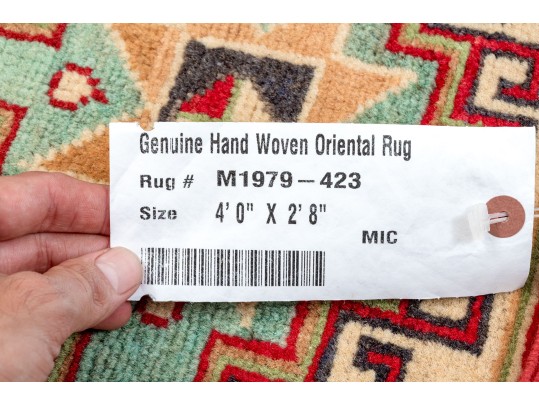 Genuine Hand Woven Oriental Rug
Rug # M1979-423
Size 4' 0" X 2' 8"
MIC